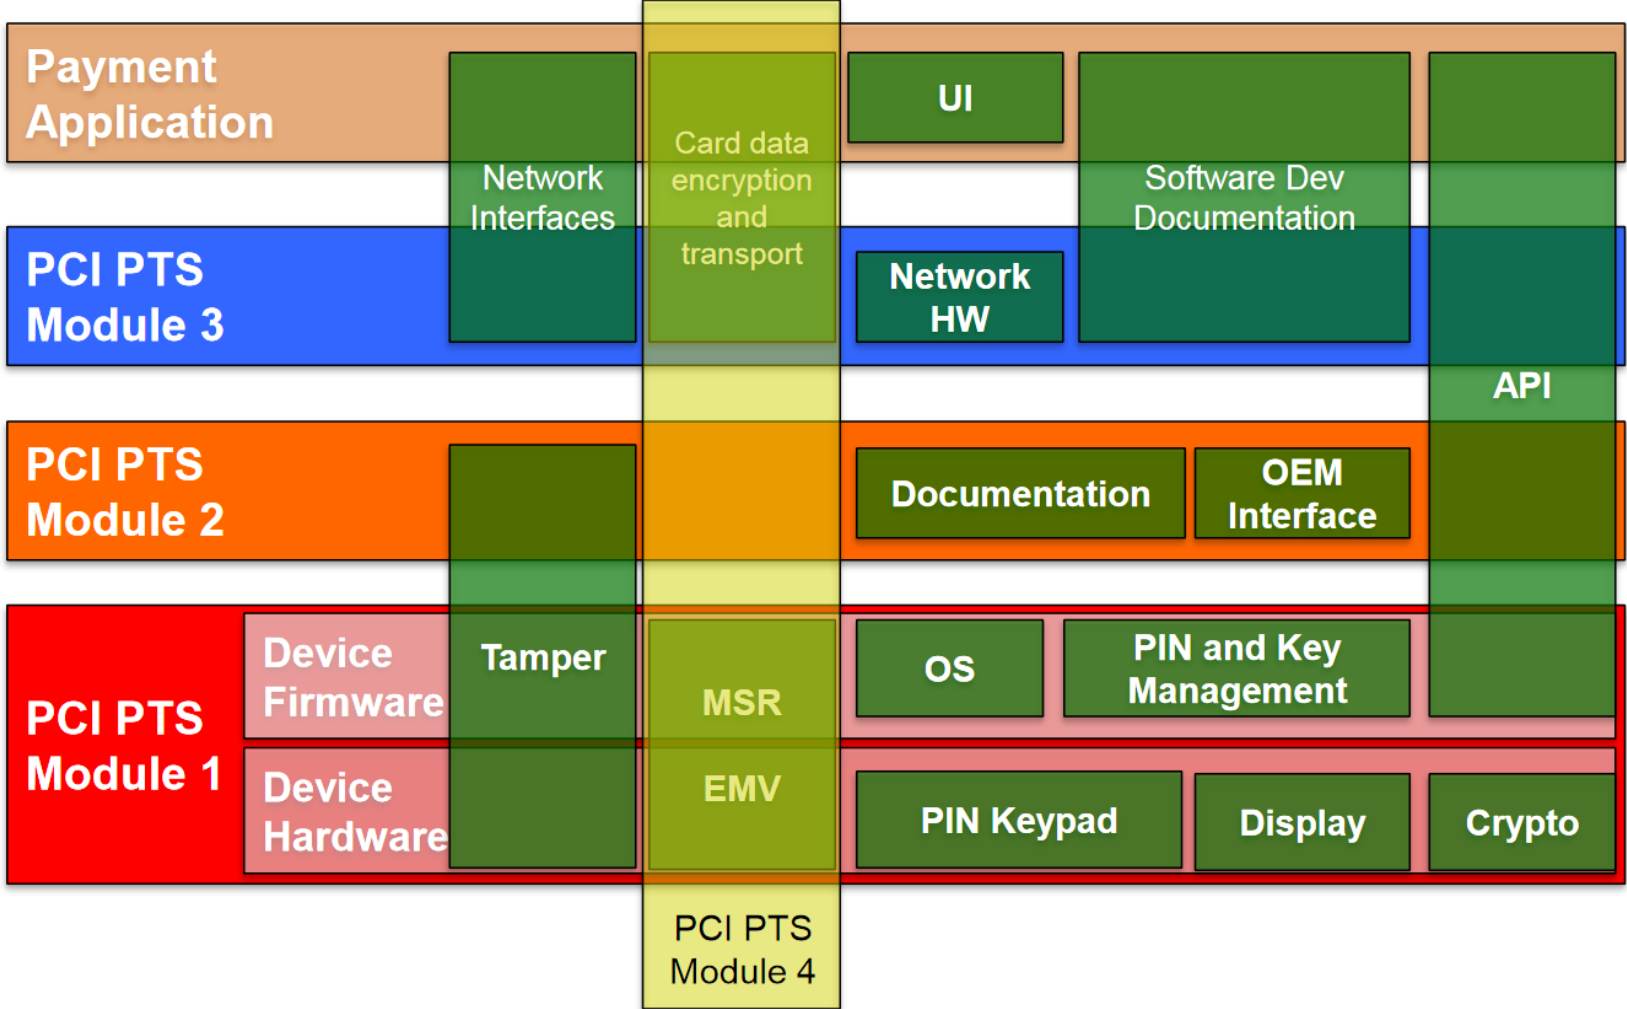 Payment
Application
Network
Interfaces
Card data
encryption
and
transport
UI
Software Dev
Documentation
PCI PTS
Module 3
Network
HW
API
PCI PTS
Module 2
Documentation
OEM
Interface
PCI PTS
Module 1
Device
Firmware
Tamper
MSR
OS
PIN and Key
Management
Device
Hardware
EMV
PIN Keypad
Display
Crypto
PCI PTS
Module 4